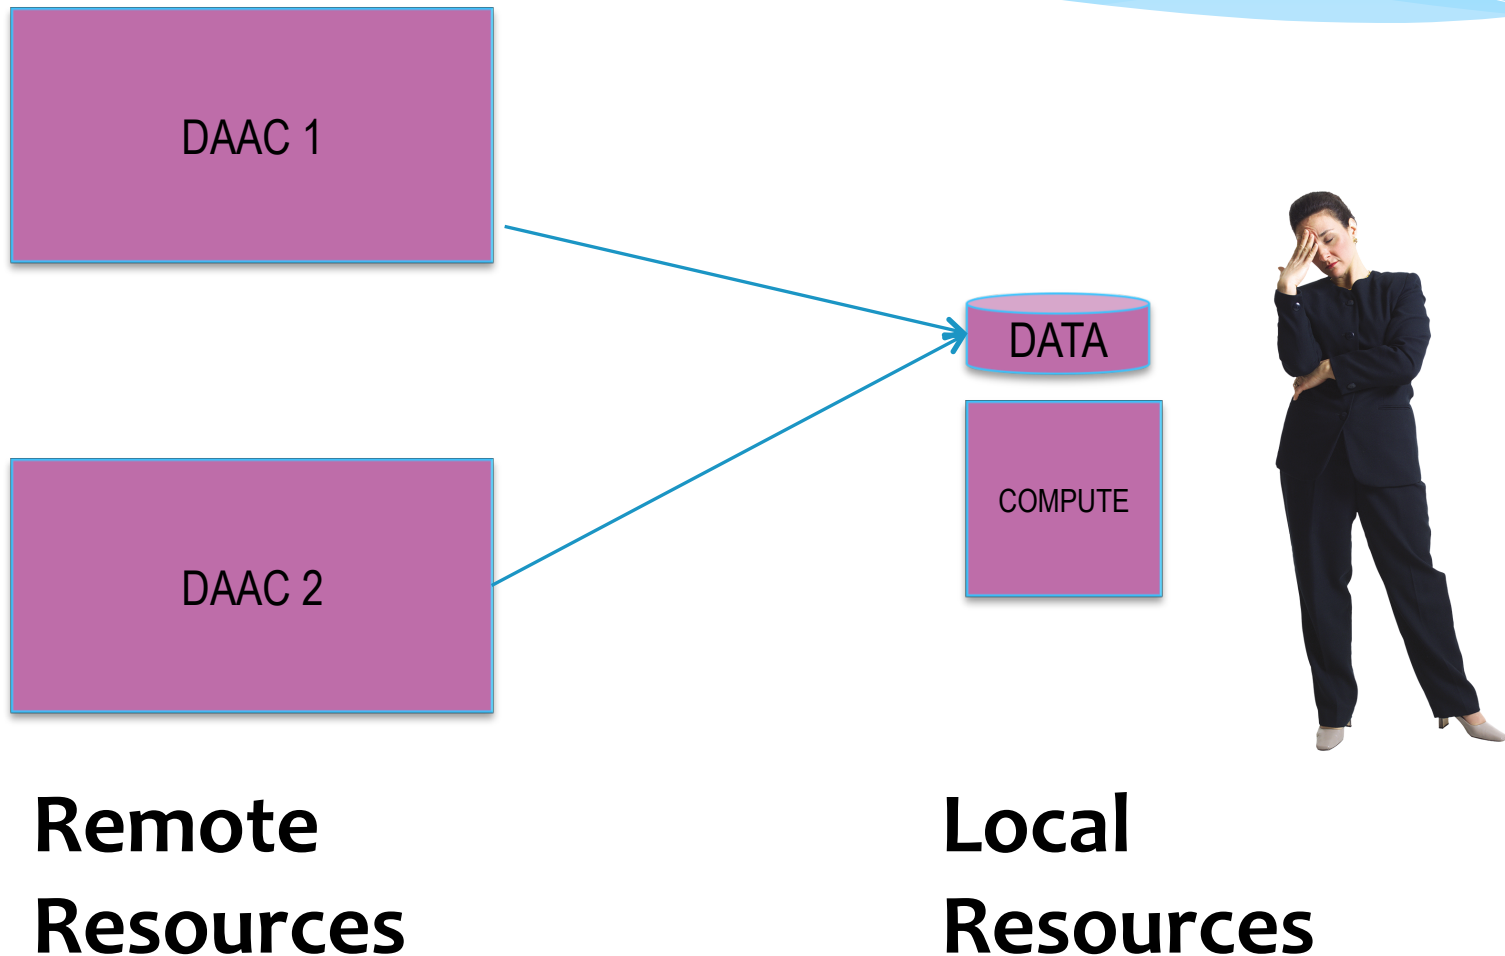 DAAC 1
DATA
COMPUTE
DAAC 2
Remote
Resources
Local
Resources